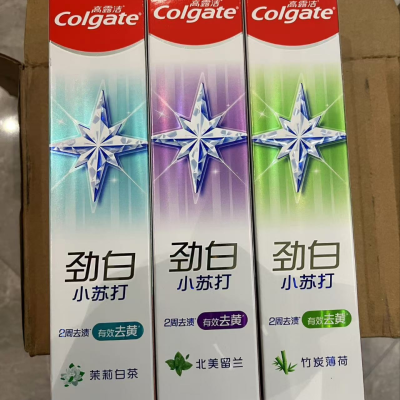 高露洁
Colgate
劲白
小苏打
2周去渍* 有效去黄*
茉莉白茶
高露洁
Colgate
劲白
小苏打
2周去渍* 有效去黄*
北美留兰
高露洁
Colgate
劲白
小苏打
2周去渍* 有效去黄*
竹炭薄荷